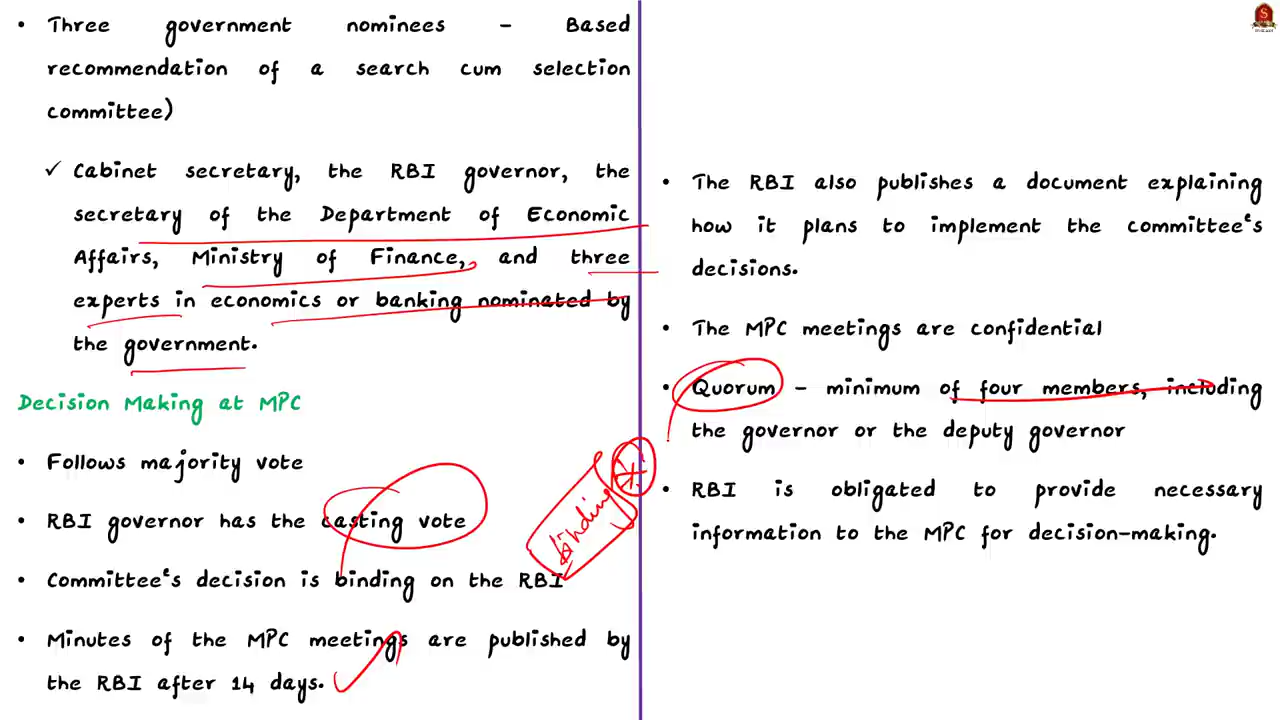 • Three government nominees – Based
recommendation of a search cum selection
committee)
✓ Cabinet secretary, the RBI governor, the
secretary of the Department of Economic
Affairs, Ministry of Finance, and three
experts in economics or banking nominated by
the government.
Decision Making at MPC
• Follows majority vote
• RBI governor has the casting vote
• Committee's decision is binding on the RBI
• Minutes of the MPC meetings are published by
the RBI after 14 days.
binding
• The RBI also publishes a document explaining
how it plans to implement the committee's
decisions.
• The MPC meetings are confidential
• Quorum – minimum of four members, including
the governor or the deputy governor
• RBI is obligated to provide necessary
information to the MPC for decision-making.